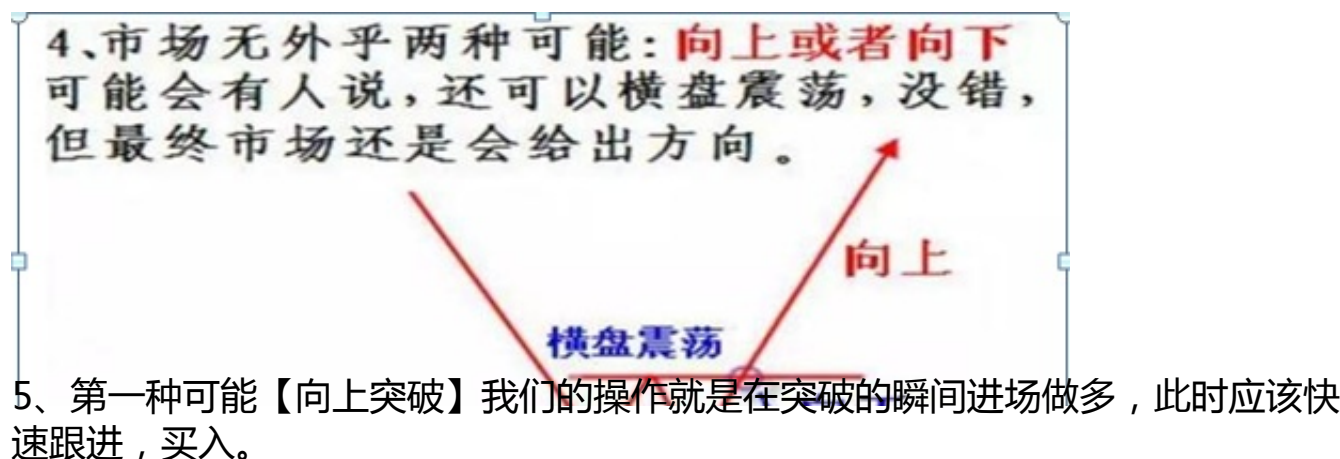 4、市场无外乎两种可能：向上或者向下
可能会有人说，还可以横盘震荡，没错，
但最终市场还是会给出方向。
向上
横盘震荡
5、第一种可能【向上突破】我们的操作就是在突破的瞬间进场做多，此时应该快
速跟进，买入。